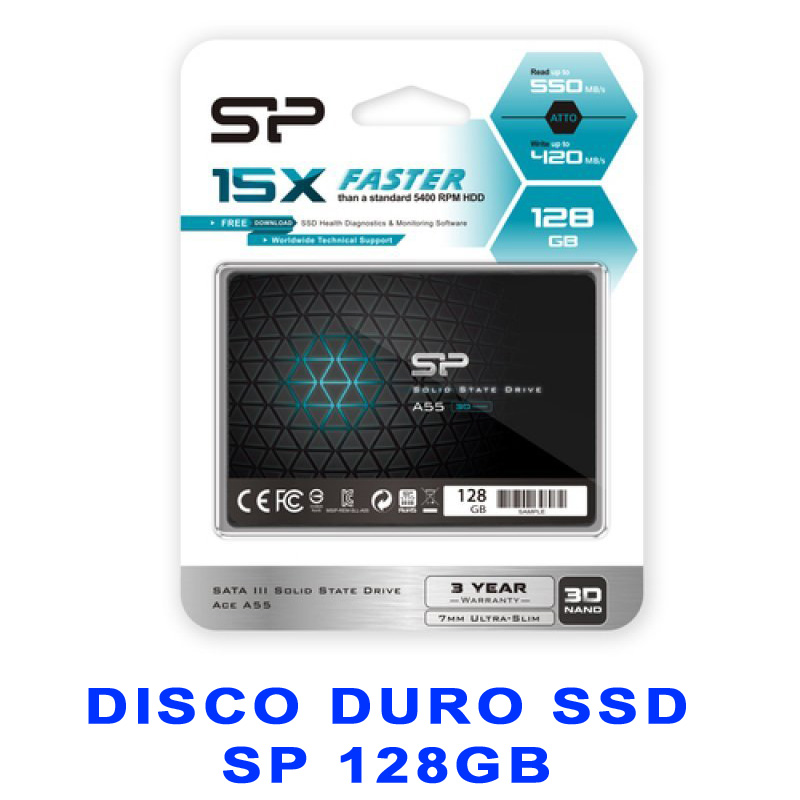 SP
Read up to
550 MB/s
ATTO
Write up to
420 MB/s
15X FASTER
than a standard 5400 RPM HDD
FREE DOWNLOAD SSD Health Diagnostics & Monitoring Software
Worldwide Technical Support
128
GB
SP
SOLID STATE DRIVE
A55 3D
CE FC
RoHS
128
GB
SAMPLE
SATA III SOLID STATE DRIVE
ACE A55
3 YEAR
WARRANTY
7MM ULTRA-SLIM
3D
NAND
DISCO DURO SSD
SP 128GB